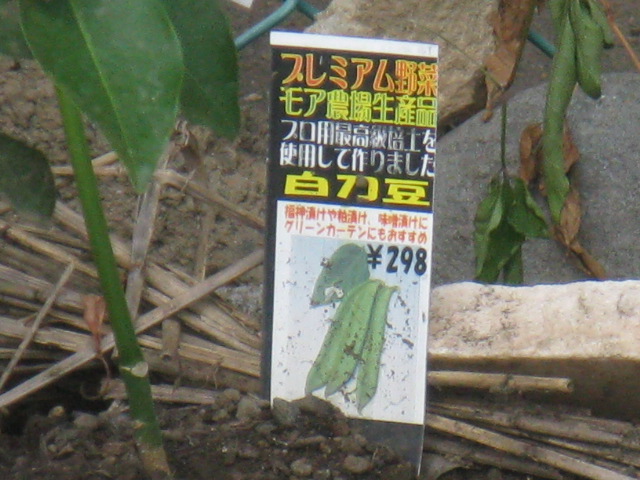 プレミアム野菜
モア農場生産品
プロ用最高級培土を
使用して作りました
白刀豆
福神漬けや粕漬け、味噌漬けに
グリーンカーテンにもおすすめ
¥298